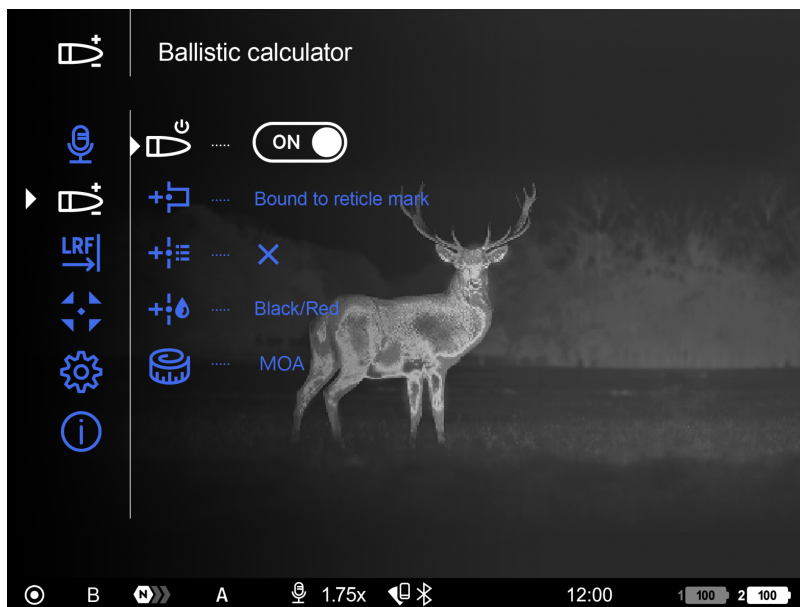 Ballistic calculator
ON
Bound to reticle mark
LRF
Black/Red
MOA
B N A 1.75x 12:00 1 100 2 100